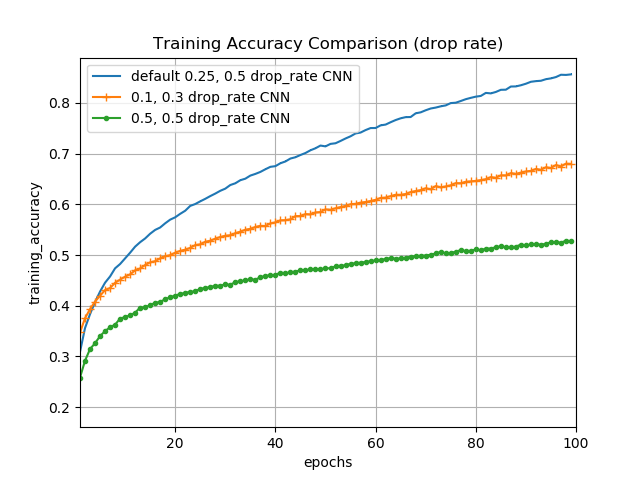 Training Accuracy Comparison (drop rate)
default 0.25, 0.5 drop_rate CNN
0.1, 0.3 drop_rate CNN
0.5, 0.5 drop_rate CNN
training_accuracy
0.8
0.7
0.6
0.5
0.4
0.3
0.2
20 40 60 80 100
epochs